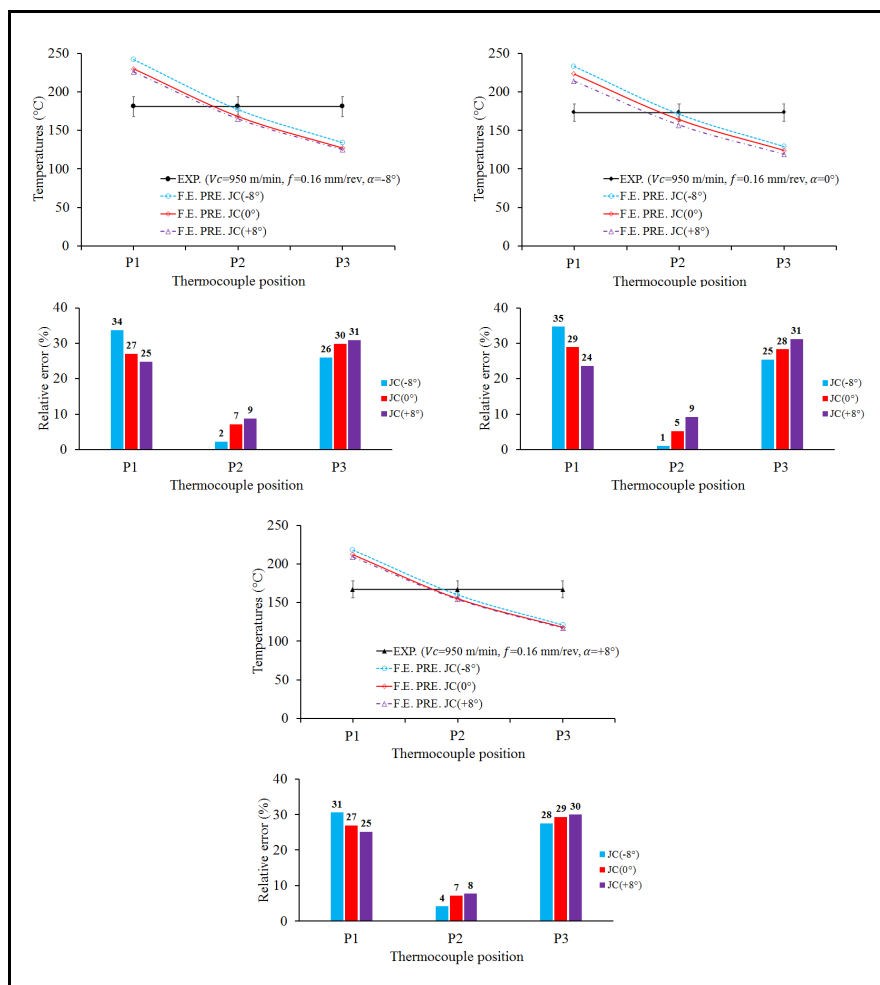 250
200
150
100
50
0
Temperatures (°C)
EXP. (Vc=950 m/min, f=0.16 mm/rev, α=-8°)
F.E. PRE. JC(-8°)
F.E. PRE. JC(0°)
F.E. PRE. JC(+8°)
P1 P2 P3
Thermocouple position
250
200
150
100
50
0
Temperatures (°C)
EXP. (Vc=950 m/min, f=0.16 mm/rev, α=0°)
F.E. PRE. JC(-8°)
F.E. PRE. JC(0°)
F.E. PRE. JC(+8°)
P1 P2 P3
Thermocouple position
40
30
20
10
0
Relative error (%)
34 27 25
2 7 9
26 30 31
JC(-8°)
JC(0°)
JC(+8°)
P1 P2 P3
Thermocouple position
40
30
20
10
0
Relative error (%)
35 29 24
1 5 9
25 28 31
JC(-8°)
JC(0°)
JC(+8°)
P1 P2 P3
Thermocouple position
250
200
150
100
50
0
Temperatures (°C)
EXP. (Vc=950 m/min, f=0.16 mm/rev, α=+8°)
F.E. PRE. JC(-8°)
F.E. PRE. JC(0°)
F.E. PRE. JC(+8°)
P1 P2 P3
Thermocouple position
40
30
20
10
0
Relative error (%)
31 27 25
4 7 8
28 29 30
JC(-8°)
JC(0°)
JC(+8°)
P1 P2 P3
Thermocouple position